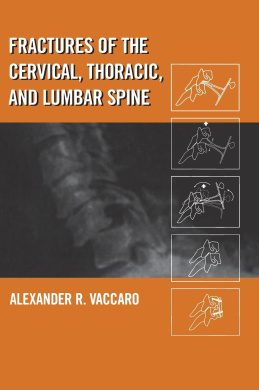 FRACTURES OF THE
CERVICAL, THORACIC,
AND LUMBAR SPINE
ALEXANDER R. VACCARO